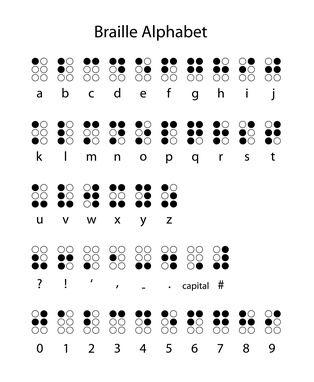 Braille Alphabet
a b c d e f g h i j
k l m n o p q r s t
u v w x y z
? ! ‘ , - . capital #
0 1 2 3 4 5 6 7 8 9